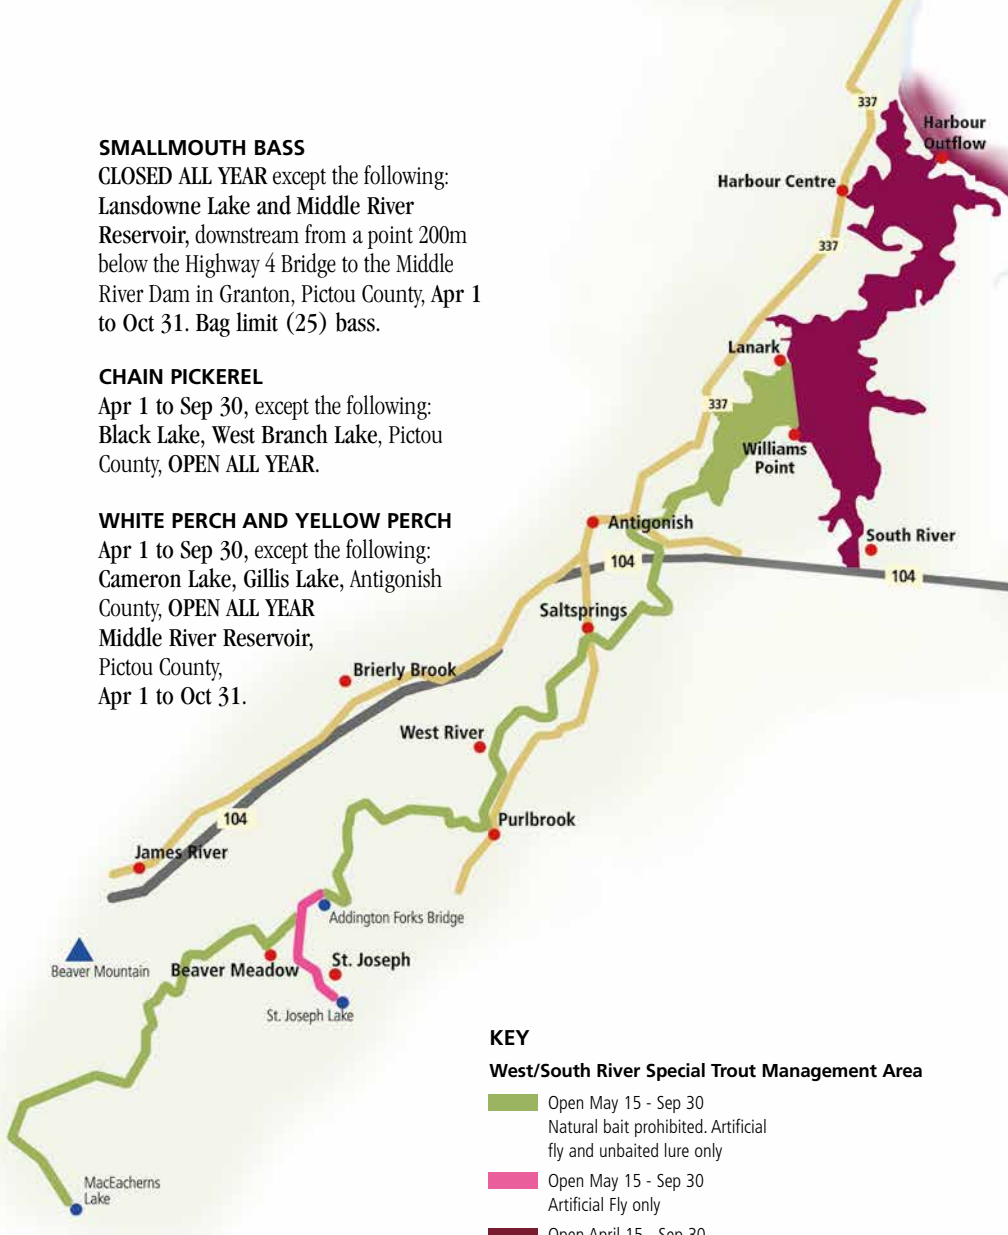 SMALLMOUTH BASS
CLOSED ALL YEAR except the following:
Lansdowne Lake and Middle River
Reservoir, downstream from a point 200m
below the Highway 4 Bridge to the Middle
River Dam in Granton, Pictou County, Apr 1
to Oct 31. Bag limit (25) bass.
CHAIN PICKEREL
Apr 1 to Sep 30, except the following:
Black Lake, West Branch Lake, Pictou
County, OPEN ALL YEAR.
WHITE PERCH AND YELLOW PERCH
Apr 1 to Sep 30, except the following:
Cameron Lake, Gillis Lake, Antigonish
County, OPEN ALL YEAR
Middle River Reservoir,
Pictou County,
Apr 1 to Oct 31.
337
Harbour
Outflow
Harbour Centre
337
Lanark
337
Williams
Point
Antigonish
South River
104
104
Saltsprings
Brierly Brook
West River
104
Purlbrook
James River
Addington Forks Bridge
Beaver Mountain
Beaver Meadow
St. Joseph
St. Joseph Lake
MacEacherns
Lake
KEY
West/South River Special Trout Management Area
Open May 15 - Sep 30
Natural bait prohibited. Artificial
fly and unbaited lure only
Open May 15 - Sep 30
Artificial Fly only
Open April 15 - Sep 30